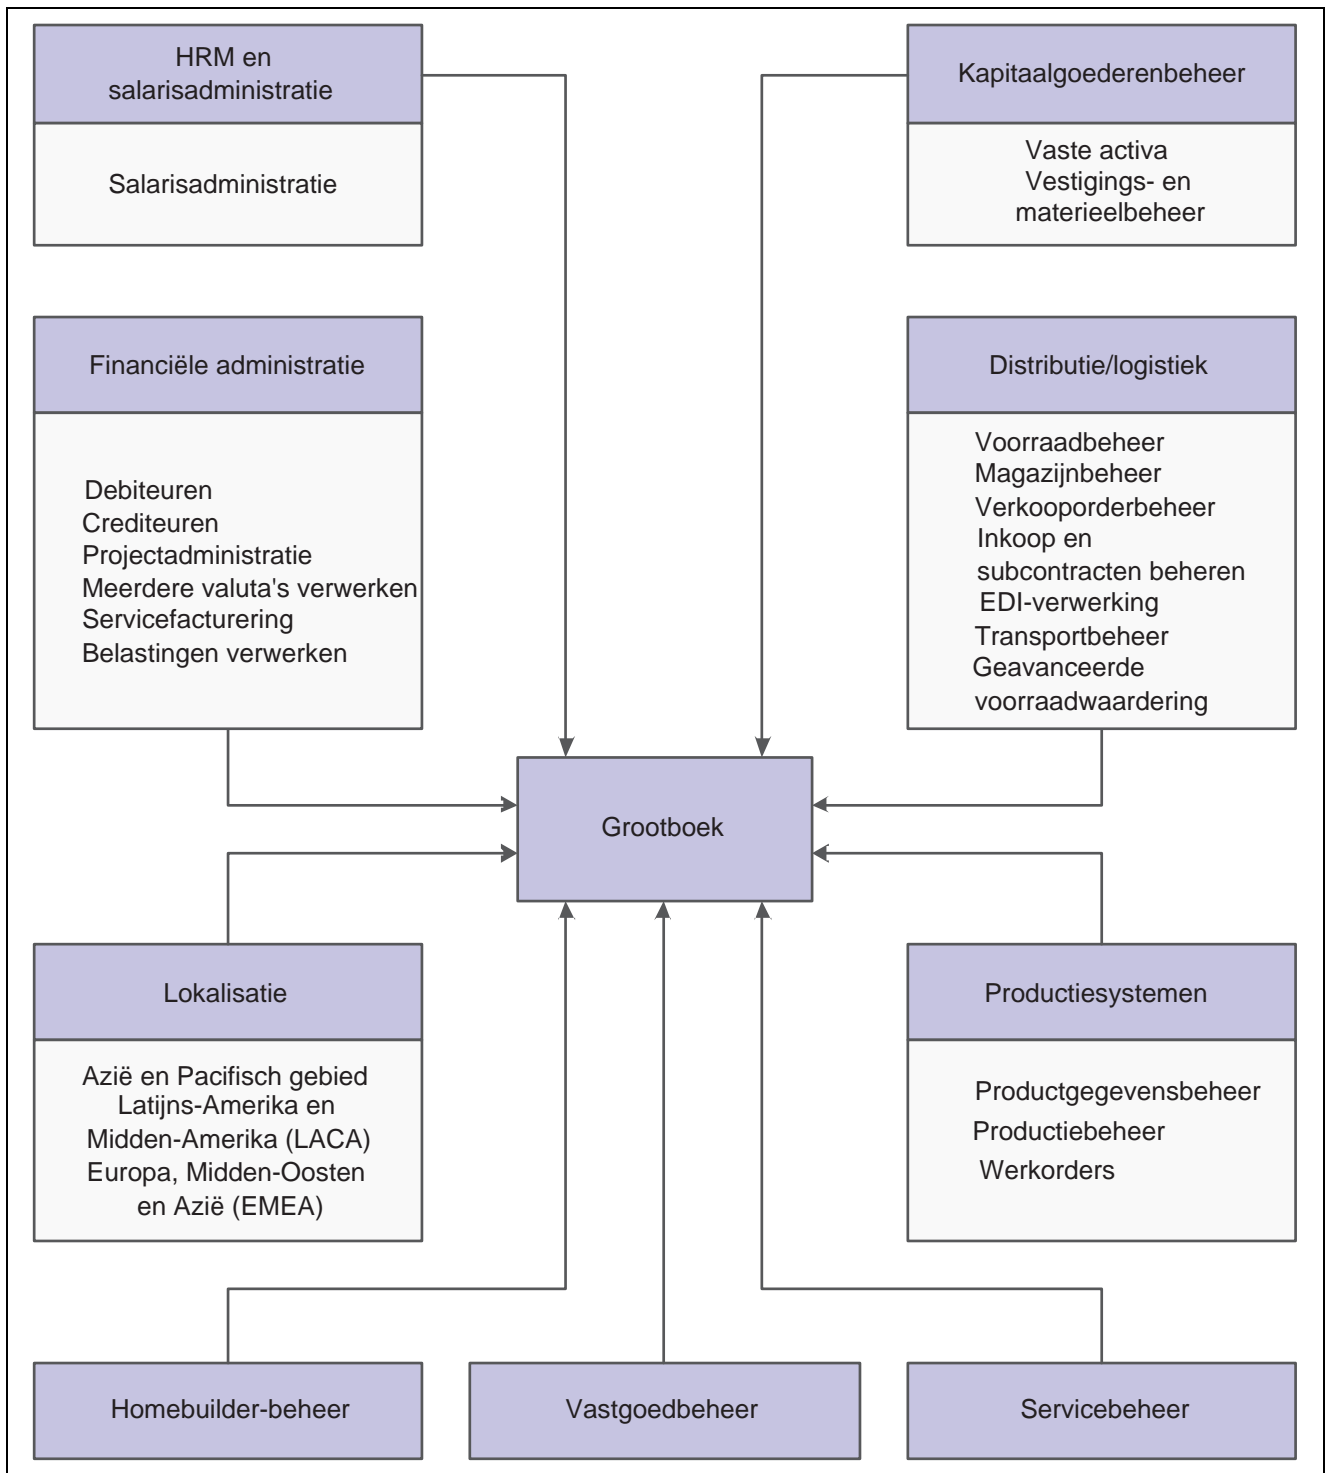 HRM en
salarisadministratie
Salarisadministratie
Kapitaalgoederenbeheer
Vaste activa
Vestigings- en
materieelbeheer
Financiële administratie
Debiteuren
Crediteuren
Projectadministratie
Meerdere valuta's verwerken
Servicefacturering
Belastingen verwerken
Distributie/logistiek
Voorraadbeheer
Magazijnbeheer
Verkooporderbeheer
Inkoop en
subcontracten beheren
EDI-verwerking
Transportbeheer
Geavanceerde
voorraadwaardering
Grootboek
Lokalisatie
Azië en Pacifisch gebied
Latijns-Amerika en
Midden-Amerika (LACA)
Europa, Midden-Oosten
en Azië (EMEA)
Productiesystemen
Productgegevensbeheer
Productiebeheer
Werkorders
Homebuilder-beheer
Vastgoedbeheer
Servicebeheer